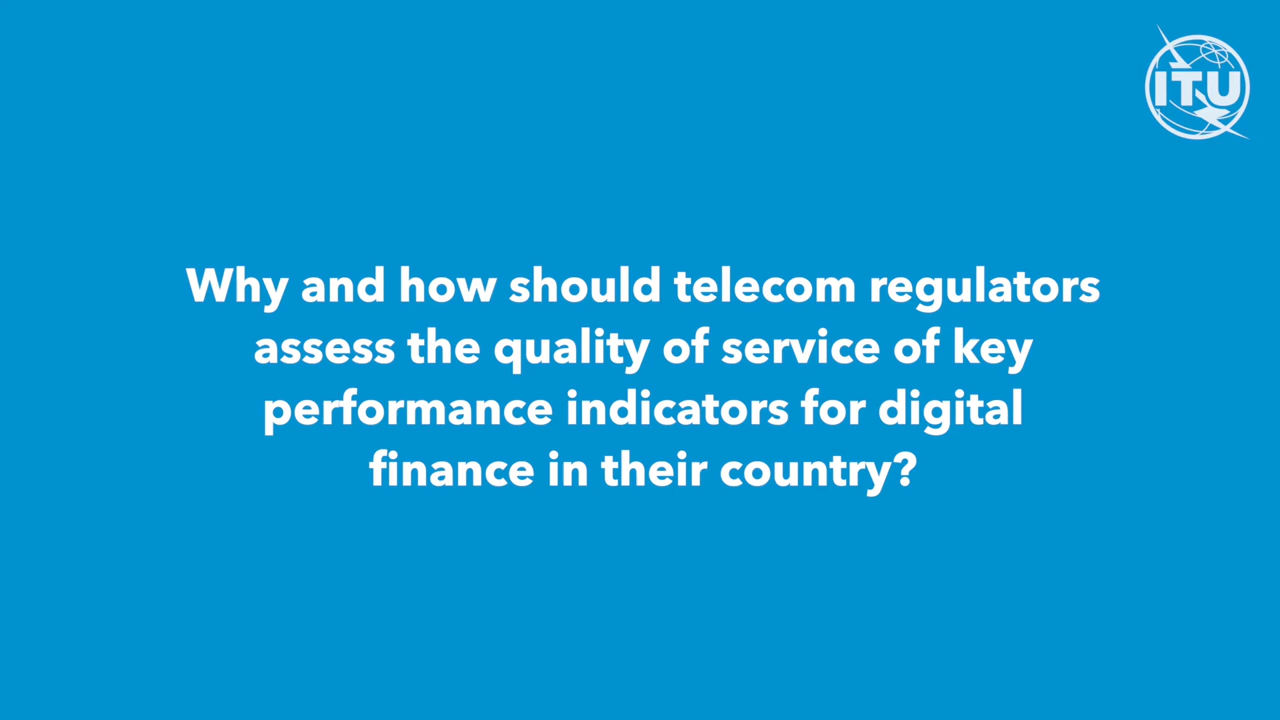 ITU
Why and how should telecom regulators
assess the quality of service of key
performance indicators for digital
finance in their country?